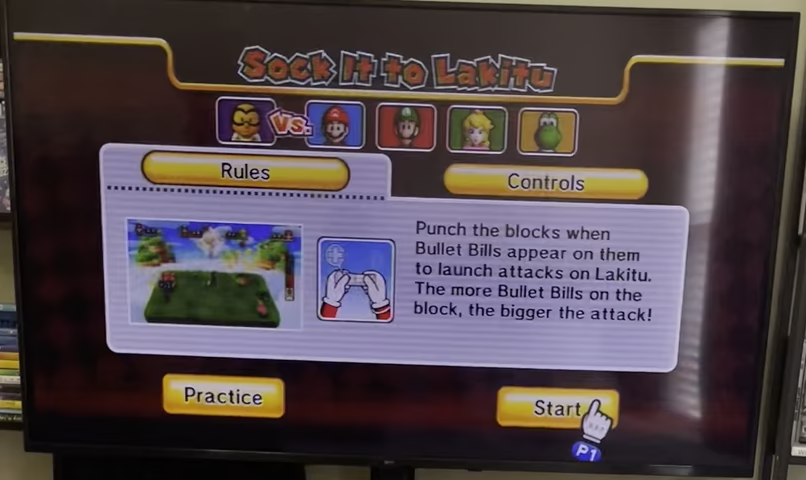 Sock It to Lakitu
Vs.
Rules
Controls
Punch the blocks when
Bullet Bills appear on them
to launch attacks on Lakitu.
The more Bullet Bills on the
block, the bigger the attack!
Practice
Start
P1